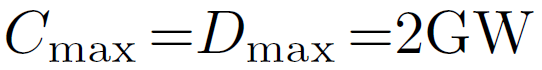 C_max = D_max = 2GW